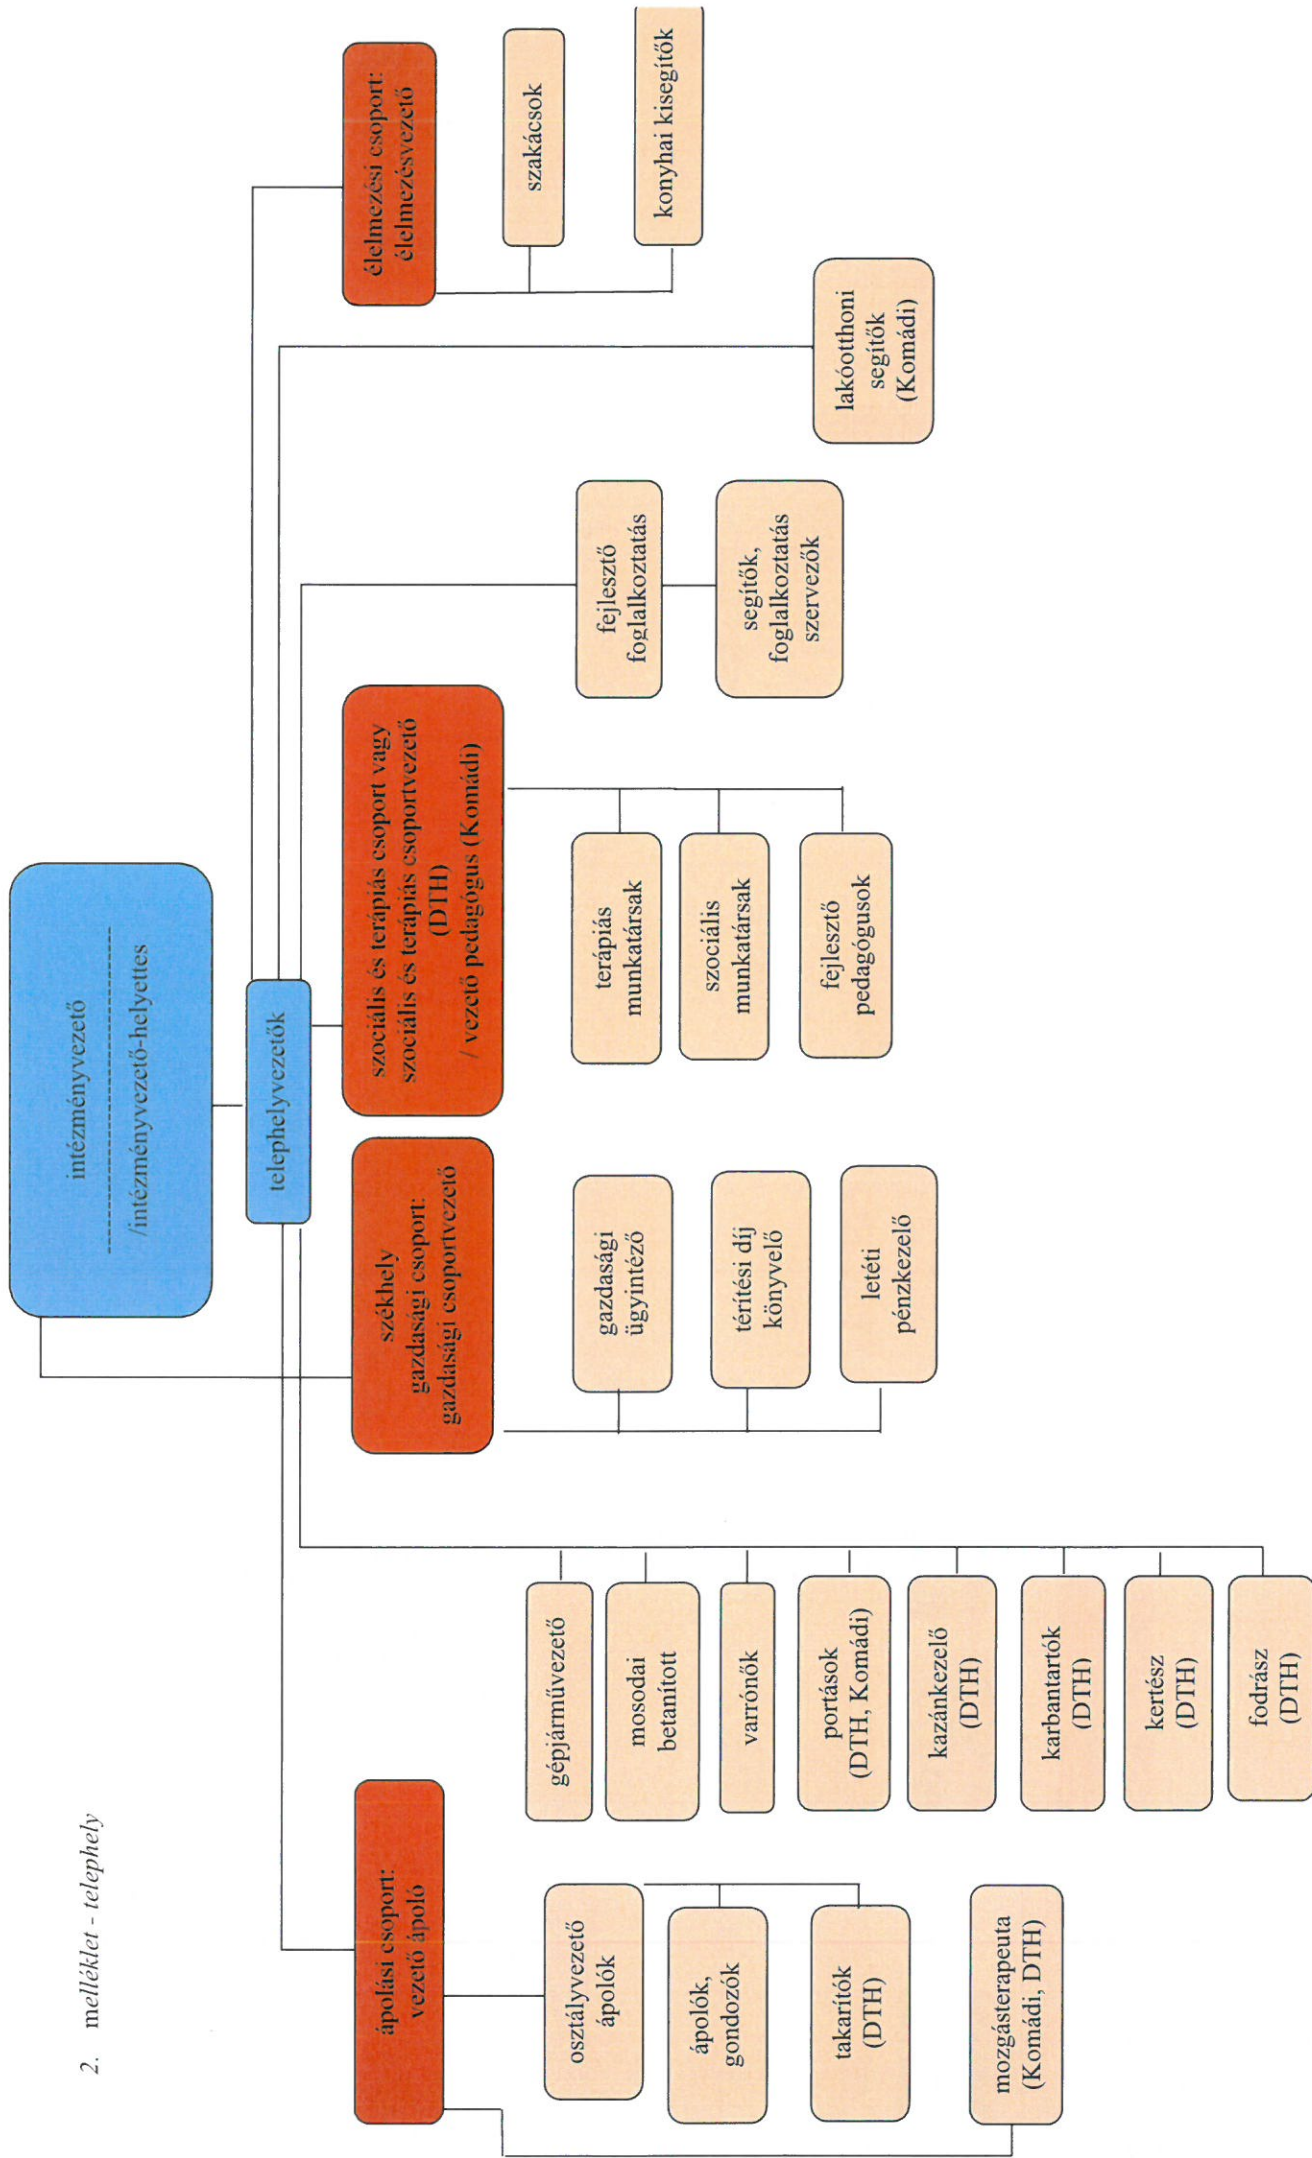 2. melléklet - telephely
intézményvezető
/intézményvezető-helyettes
telephelyvezetők
ápolási csoport:
vezető ápoló
székhely
gazdasági csoport:
gazdasági csoportvezető
szociális és terápiás csoport vagy
szociális és terápiás csoportvezető
(DTH)
/ vezető pedagógus (Komádi)
élelmezési csoport:
élelmezésvezető
osztályvezető
ápolók
ápolók,
gondozók
takarítók
(DTH)
mozgásterapeuta
(Komádi, DTH)
gépjárművezető
mosodai
betanított
varrónők
portások
(DTH, Komádi)
kazánkezelő
(DTH)
karbantartók
(DTH)
kertész
(DTH)
fodrász
(DTH)
gazdasági
ügyintéző
térítési díj
könyvelő
letéti
pénzkezelő
terápiás
munkatársak
szociális
munkatársak
fejlesztő
pedagógusok
fejlesztő
foglalkoztatás
segítők,
foglalkoztatás
szervezők
lakóotthoni
segítők
(Komádi)
szakácsok
konyhai kisegítők